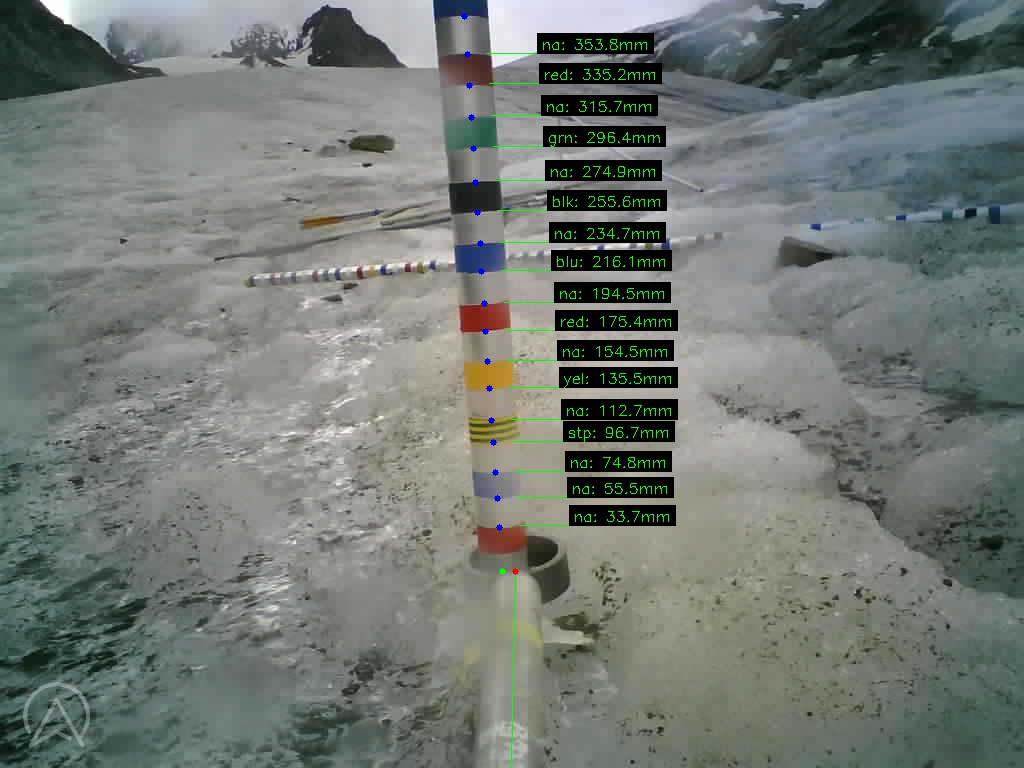 na: 353.8mm
red: 335.2mm
na: 315.7mm
grn: 296.4mm
na: 274.9mm
blk: 255.6mm
na: 234.7mm
blu: 216.1mm
na: 194.5mm
red: 175.4mm
na: 154.5mm
yel: 135.5mm
na: 112.7mm
stp: 96.7mm
na: 74.8mm
na: 55.5mm
na: 33.7mm